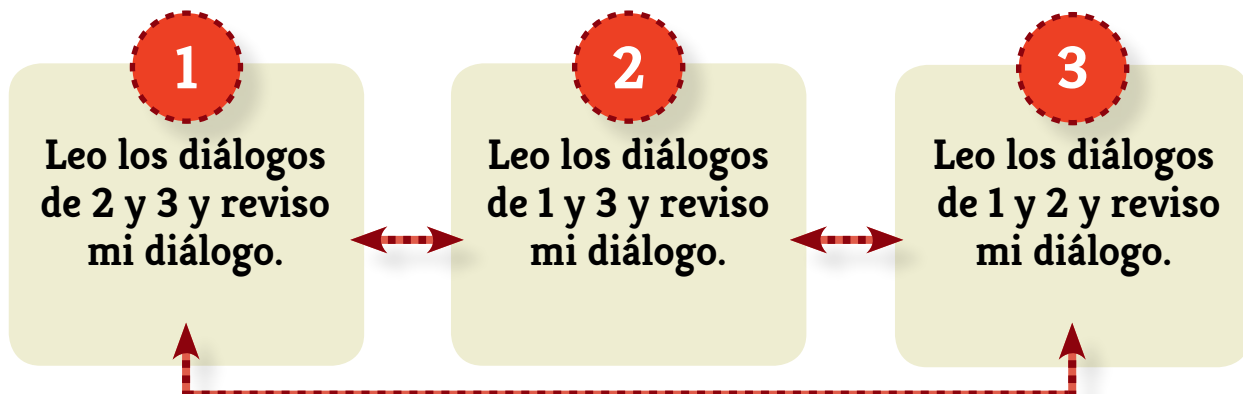 1
Leo los diálogos
de 2 y 3 y reviso
mi diálogo.
2
Leo los diálogos
de 1 y 3 y reviso
mi diálogo.
3
Leo los diálogos
de 1 y 2 y reviso
mi diálogo.